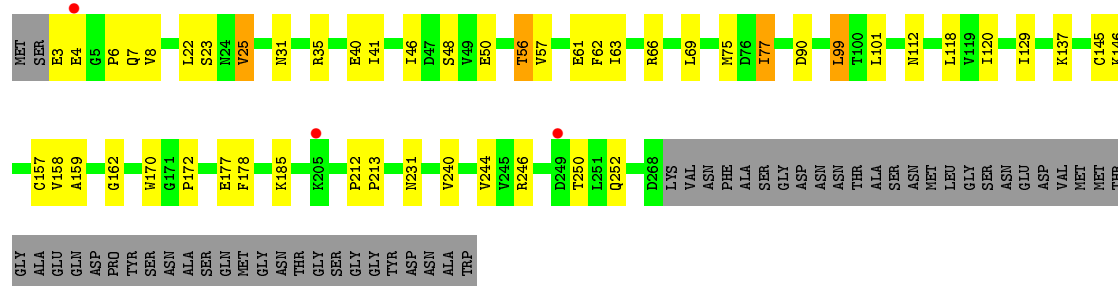 MET SER E3 E4 G5 P6 Q7 V8 L22 S23 N24 V25 N31 R35 E40 I41 I46 D47 S48 V49 E50 T56 V57 E61 F62 I63 R66 L69 M75 D76 I77 D90 L99 T100 L101 N112 L118 V119 I120 I129 K137 C145 K146
C157 V158 A159 G162 W170 G171 P172 E177 F178 K185 K205 P212 P213 N231 V240 V244 V245 R246 D249 T250 L251 Q252 D268 LYS VAL ASN PHE ALA SER GLY ASP ASN ASN THR ALA SER ASN MET LEU GLY SER ASN GLU ASP VAL MET MET THR
GLY ALA GLU GLN ASP PRO TYR SER ASN ALA SER GLN MET GLY ASN THR GLY SER GLY GLY TYR ASP ASN ALA TRP